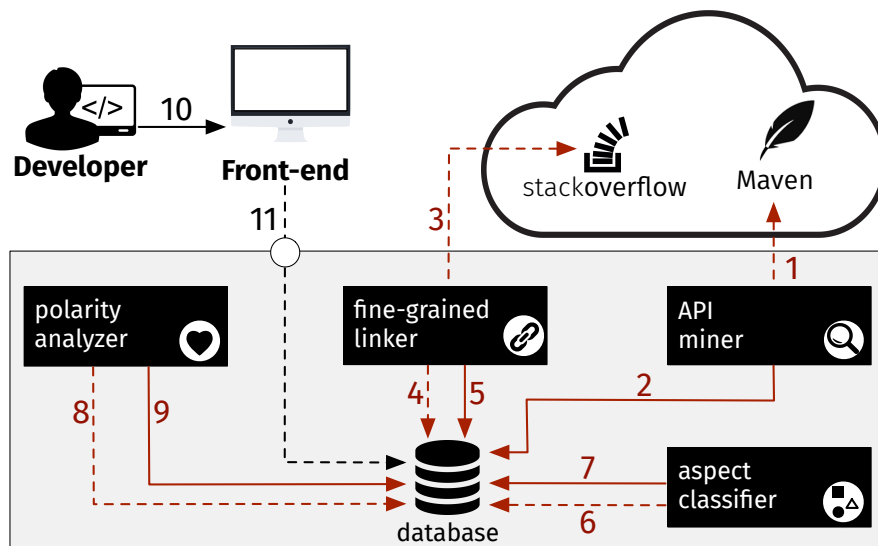 </>
10
Developer
Front-end
stackoverflow
Maven
11
3
1
polarity
analyzer
fine-grained
linker
API
miner
8
9
4
5
2
7
6
aspect
classifier
database